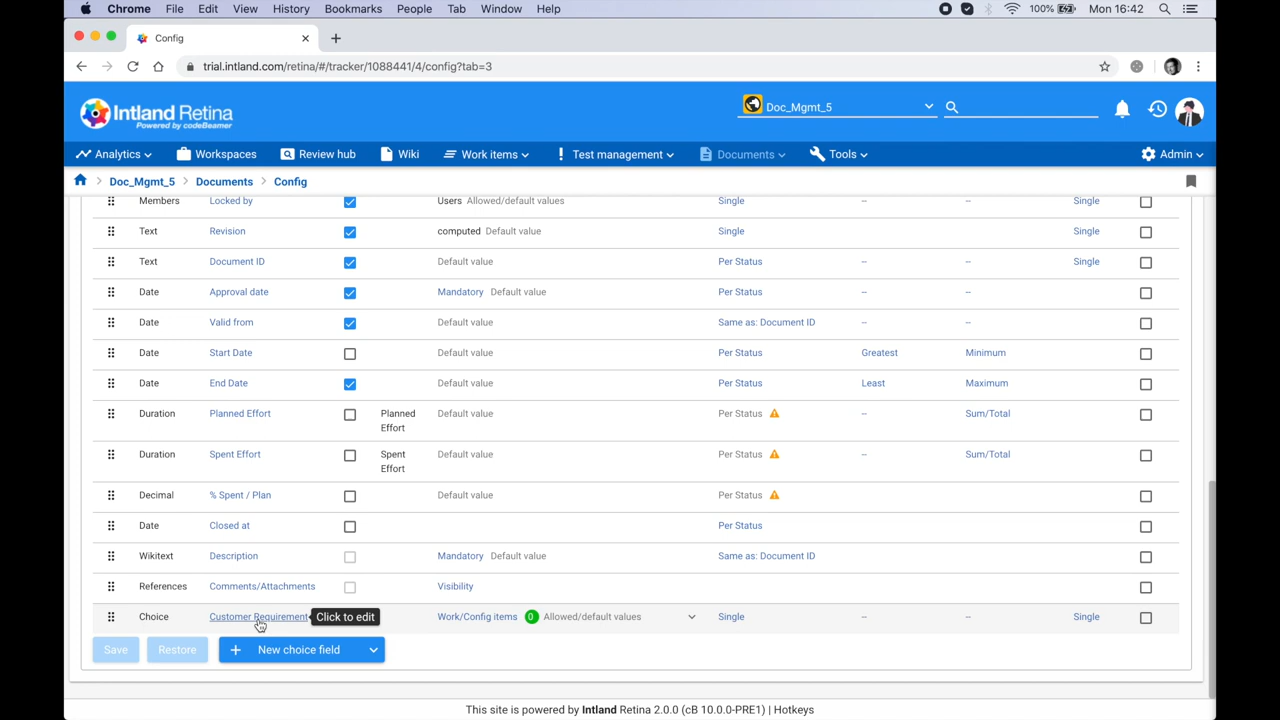 Chrome File Edit View History Bookmarks People Tab Window Help 100% Mon 16:42
Config
trial.intland.com/retina/#/tracker/1088441/4/config?tab=3
Intland Retina
Powered by codeBeamer
Doc_Mgmt_5
Analytics Workspaces Review hub Wiki Work items Test management Documents Tools Admin
Doc_Mgmt_5 > Documents > Config
Members Locked by Users Allowed/default values Single -- -- Single
Text Revision computed Default value Single Single
Text Document ID Default value Per Status -- -- Single
Date Approval date Mandatory Default value Per Status -- --
Date Valid from Default value Same as: Document ID -- --
Date Start Date Default value Per Status Greatest Minimum
Date End Date Default value Per Status Least Maximum
Duration Planned Effort Planned Effort Default value Per Status -- Sum/Total
Duration Spent Effort Spent Effort Default value Per Status -- Sum/Total
Decimal % Spent / Plan Default value Per Status
Date Closed at Per Status
Wikitext Description Mandatory Default value Same as: Document ID
References Comments/Attachments Visibility
Choice Customer Requirement Click to edit Work/Config items 0 Allowed/default values Single -- -- Single
Save Restore + New choice field
This site is powered by Intland Retina 2.0.0 (cB 10.0.0-PRE1) | Hotkeys